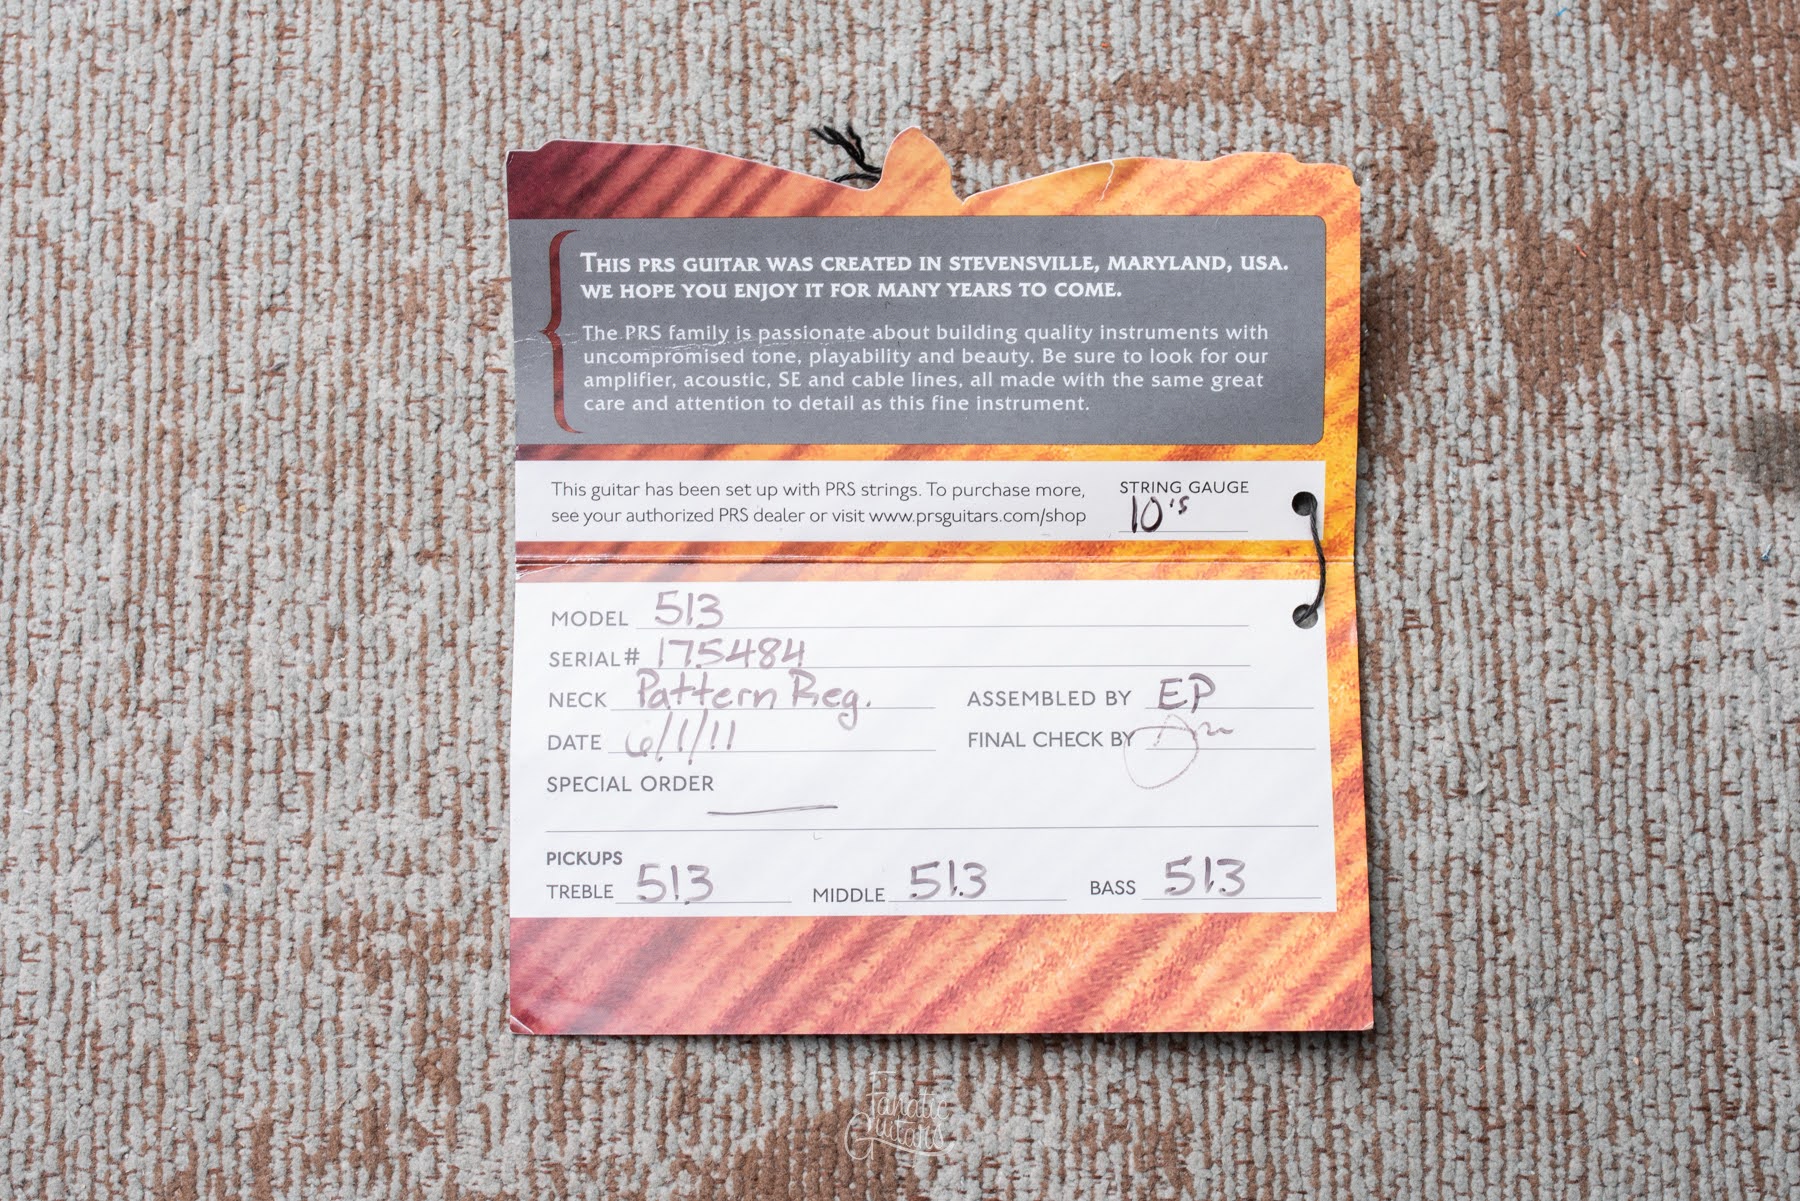 THIS PRS GUITAR WAS CREATED IN STEVENSVILLE, MARYLAND, USA.
WE HOPE YOU ENJOY IT FOR MANY YEARS TO COME.
The PRS family is passionate about building quality instruments with
uncompromised tone, playability and beauty. Be sure to look for our
amplifier, acoustic, SE and cable lines, all made with the same great
care and attention to detail as this fine instrument.
This guitar has been set up with PRS strings. To purchase more,
see your authorized PRS dealer or visit www.prsguitars.com/shop
STRING GAUGE
10's
MODEL 513
SERIAL# 175484
NECK Pattern Reg. ASSEMBLED BY EP
DATE 6/1/11 FINAL CHECK BY
SPECIAL ORDER
PICKUPS
TREBLE 513 MIDDLE 513 BASS 513
Fanatic
Guitars